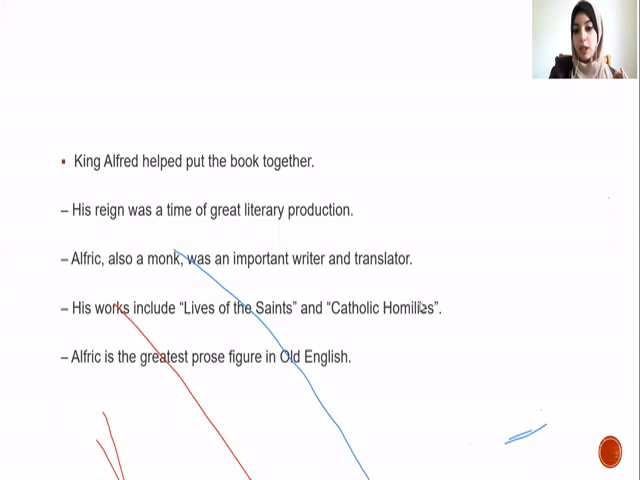 ▪ King Alfred helped put the book together.
– His reign was a time of great literary production.
– Alfric, also a monk, was an important writer and translator.
– His works include “Lives of the Saints” and “Catholic Homilies”.
– Alfric is the greatest prose figure in Old English.